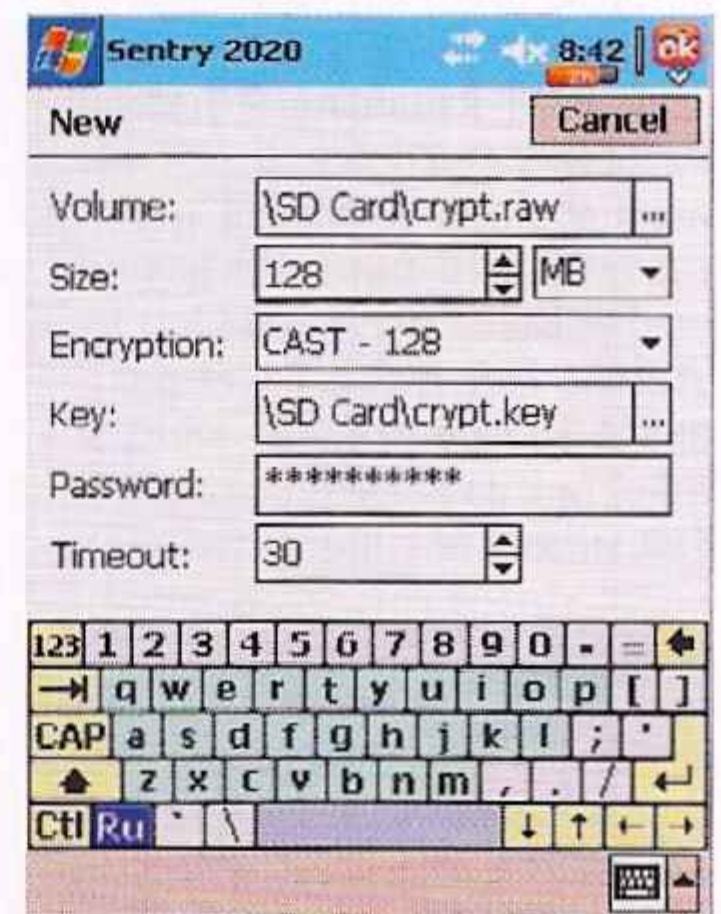 Sentry 2020 8:42 ok
New Cancel
Volume: \SD Card\crypt.raw ...
Size: 128 MB
Encryption: CAST - 128
Key: \SD Card\crypt.key ...
Password: **********
Timeout: 30
123 1 2 3 4 5 6 7 8 9 0 - =
q w e r t y u i o p [ ]
CAP a s d f g h j k l ; '
z x c v b n m , . /
Ctl Ru ` \